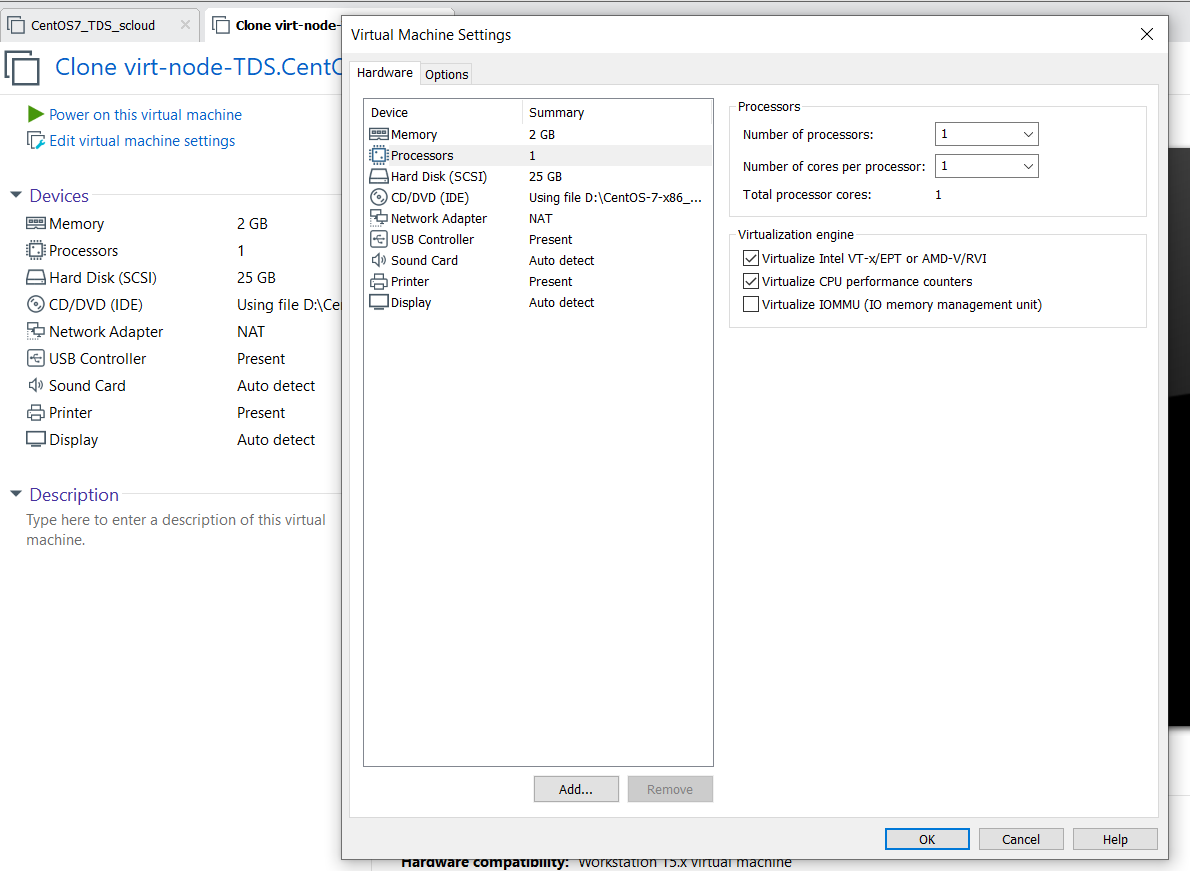 CentOS7_TDS_scloud
Clone virt-node-
Clone virt-node-TDS.Cent
Power on this virtual machine
Edit virtual machine settings
Devices
Memory 2 GB
Processors 1
Hard Disk (SCSI) 25 GB
CD/DVD (IDE) Using file D:\Ce
Network Adapter NAT
USB Controller Present
Sound Card Auto detect
Printer Present
Display Auto detect
Description
Type here to enter a description of this virtual
machine.
Virtual Machine Settings
Hardware Options
Device Summary
Memory 2 GB
Processors 1
Hard Disk (SCSI) 25 GB
CD/DVD (IDE) Using file D:\CentOS-7-x86_...
Network Adapter NAT
USB Controller Present
Sound Card Auto detect
Printer Present
Display Auto detect
Add... Remove
Processors
Number of processors: 1
Number of cores per processor: 1
Total processor cores: 1
Virtualization engine
Virtualize Intel VT-x/EPT or AMD-V/RVI
Virtualize CPU performance counters
Virtualize IOMMU (IO memory management unit)
OK Cancel Help
Hardware compatibility: Workstation 15.x virtual machine